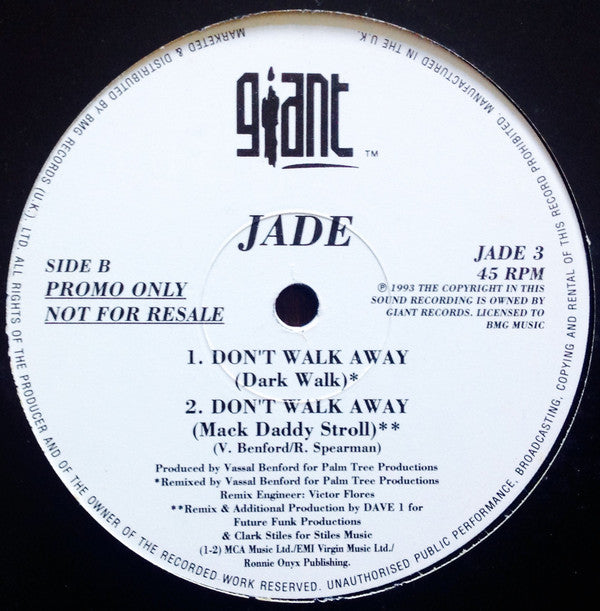 giant ™
JADE
SIDE B
PROMO ONLY
NOT FOR RESALE
JADE 3
45 RPM
℗ 1993 THE COPYRIGHT IN THIS
SOUND RECORDING IS OWNED BY
GIANT RECORDS. LICENSED TO
BMG MUSIC
1. DON'T WALK AWAY
(Dark Walk)*
2. DON'T WALK AWAY
(Mack Daddy Stroll)**
(V. Benford/R. Spearman)
Produced by Vassal Benford for Palm Tree Productions
*Remixed by Vassal Benford for Palm Tree Productions
Remix Engineer: Victor Flores
**Remix & Additional Production by DAVE 1 for
Future Funk Productions
& Clark Stiles for Stiles Music
(1-2) MCA Music Ltd./EMI Virgin Music Ltd./
Ronnie Onyx Publishing.
MARKETED & DISTRIBUTED BY BMG RECORDS (U.K.) LTD. ALL RIGHTS OF THE PRODUCER AND OF THE OWNER OF THE RECORDED WORK RESERVED. UNAUTHORISED PUBLIC PERFORMANCE, BROADCASTING, COPYING AND RENTAL OF THIS RECORD PROHIBITED. MANUFACTURED IN THE U.K.